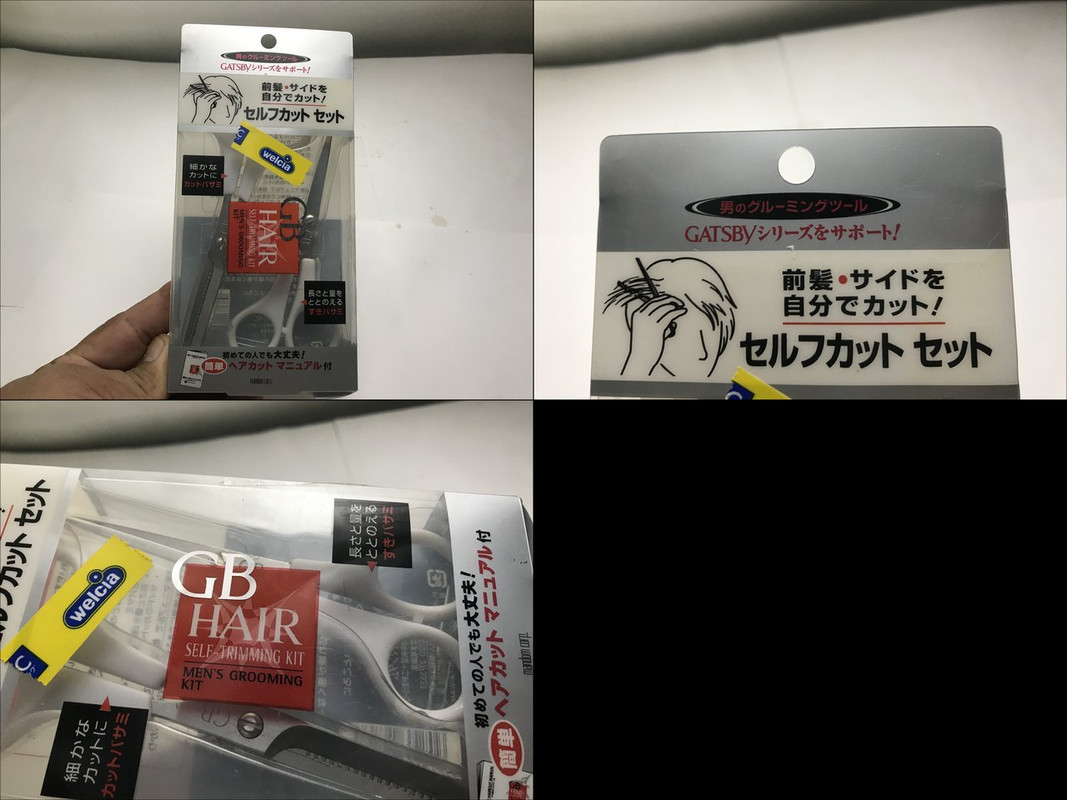 男のグルーミングツール
GATSBYシリーズをサポート!
前髪・サイドを
自分でカット!
セルフカット セット
welcia
細かな
カットに
カットバサミ
GB
HAIR
SELF-TRIMMING KIT
MEN'S GROOMING
KIT
長さと量を
ととのえる
すきバサミ
初めての人でも大丈夫!
簡単 ヘアカット マニュアル付
mandom corp.
男のグルーミングツール
GATSBYシリーズをサポート!
前髪・サイドを
自分でカット!
セルフカット セット
セルフカット セット
welcia
長さと量を
ととのえる
すきバサミ
GB
HAIR
SELF-TRIMMING KIT
MEN'S GROOMING
KIT
細かな
カットに
カットバサミ
初めての人でも大丈夫!
簡単 ヘアカット マニュアル付
mandom corp.